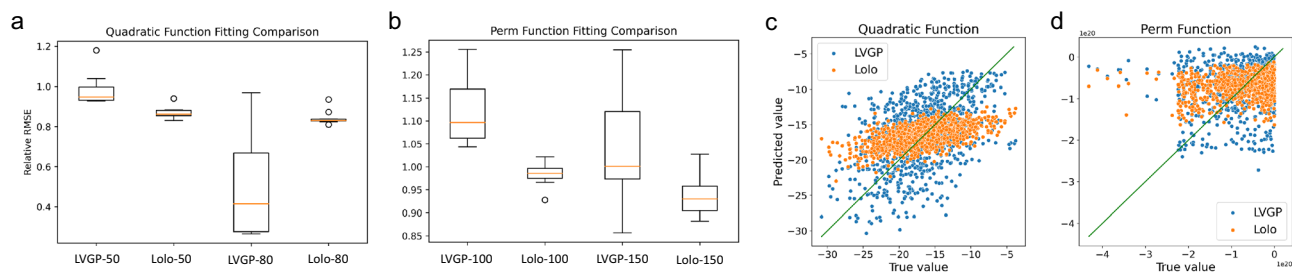 a
Quadratic Function Fitting Comparison
Relative RMSE
1.2
1.0
0.8
0.6
0.4
LVGP-50
Lolo-50
LVGP-80
Lolo-80
b
Perm Function Fitting Comparison
1.25
1.20
1.15
1.10
1.05
1.00
0.95
0.90
0.85
LVGP-100
Lolo-100
LVGP-150
Lolo-150
c
Quadratic Function
LVGP
Lolo
Predicted value
−5
−10
−15
−20
−25
−30
−30
−25
−20
−15
−10
−5
True value
d
Perm Function
1e20
0
−1
−2
−3
−4
LVGP
Lolo
−4
−3
−2
−1
0
1e20
True value